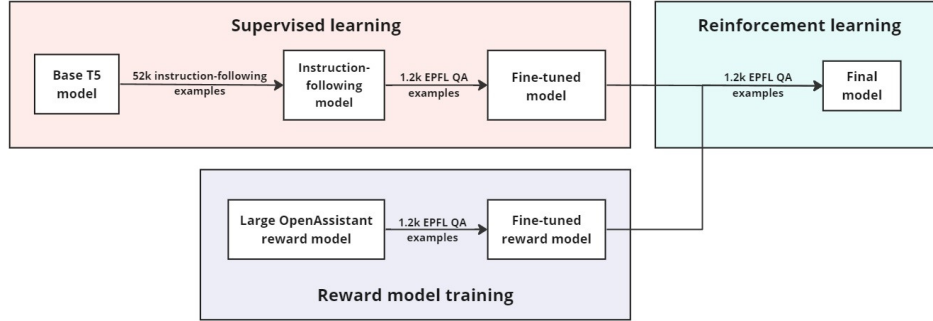 Supervised learning
Base T5
model
52k instruction-following
examples
Instruction-
following
model
1.2k EPFL QA
examples
Fine-tuned
model
Reinforcement learning
1.2k EPFL QA
examples
Final
model
Large OpenAssistant
reward model
1.2k EPFL QA
examples
Fine-tuned
reward model
Reward model training